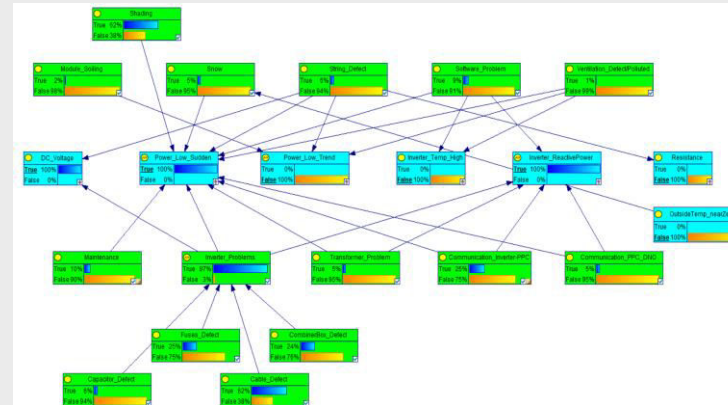 Shading
True 62%
False 38%
Module_Soiling
True 2%
False 98%
Snow
True 5%
False 95%
String_Defect
True 6%
False 94%
Software_Problem
True 9%
False 91%
True 1%
False 99%
DC_Voltage
True 100%
False 0%
Power_Low_Sudden
True 100%
False 0%
Power_Low_Trend
True 0%
False 100%
Inverter_Temp_High
True 0%
False 100%
Inverter_ReactivePower
True 100%
False 0%
Resistance
True 0%
False 100%
True 0%
False 100%
Maintenance
True 10%
False 90%
Inverter_Problems
True 97%
False 3%
Transformer_Problem
True 5%
False 95%
Communication_Inverter-PPC
True 25%
False 75%
Communication_PPC_DNO
True 5%
False 95%
Fuses_Defect
True 25%
False 75%
CombinerBox_Defect
True 24%
False 76%
Capacitor_Defect
True 6%
False 94%
Cable_Defect
True 62%
False 38%